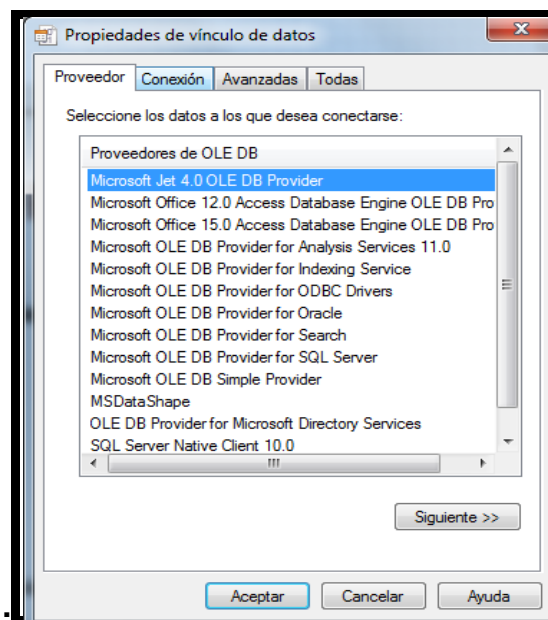 Propiedades de vínculo de datos
Proveedor Conexión Avanzadas Todas
Seleccione los datos a los que desea conectarse:
Proveedores de OLE DB
Microsoft Jet 4.0 OLE DB Provider
Microsoft Office 12.0 Access Database Engine OLE DB Pro
Microsoft Office 15.0 Access Database Engine OLE DB Pro
Microsoft OLE DB Provider for Analysis Services 11.0
Microsoft OLE DB Provider for Indexing Service
Microsoft OLE DB Provider for ODBC Drivers
Microsoft OLE DB Provider for Oracle
Microsoft OLE DB Provider for Search
Microsoft OLE DB Provider for SQL Server
Microsoft OLE DB Simple Provider
MSDataShape
OLE DB Provider for Microsoft Directory Services
SQL Server Native Client 10.0
Siguiente >>
Aceptar Cancelar Ayuda
.